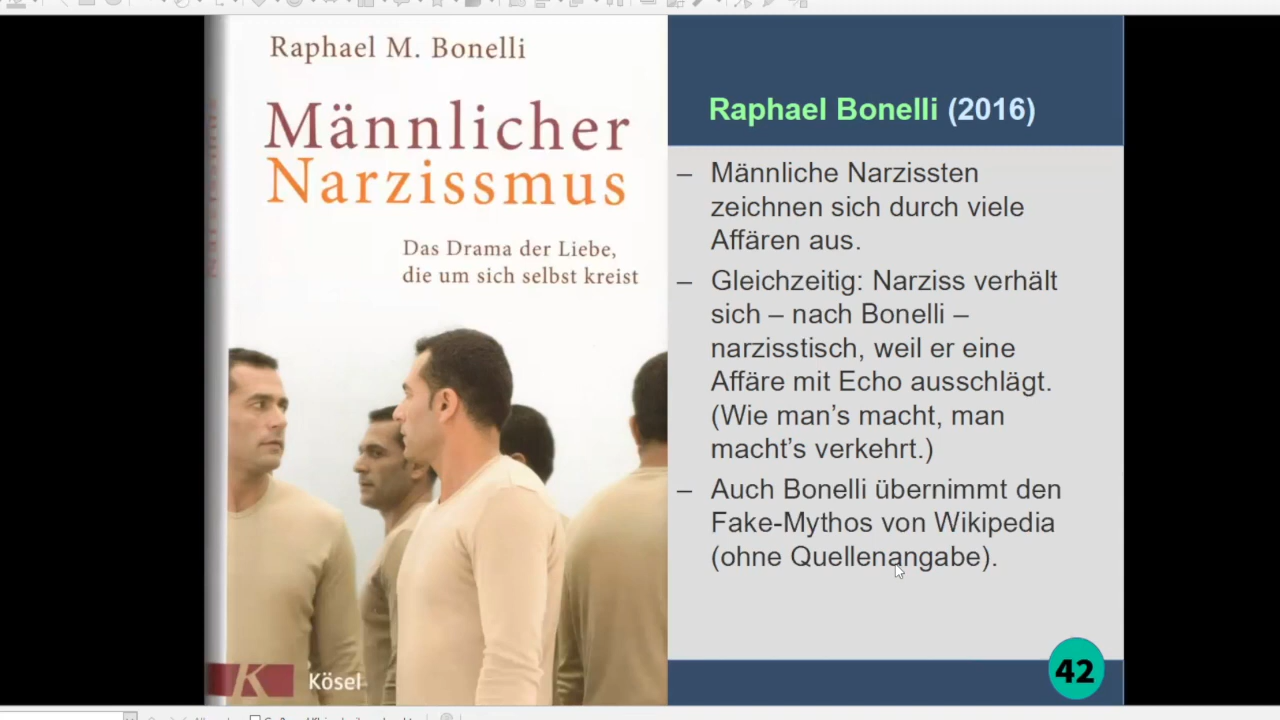 Raphael M. Bonelli
Männlicher
Narzissmus
Das Drama der Liebe,
die um sich selbst kreist
K
Kösel
Raphael Bonelli (2016)
– Männliche Narzissten
zeichnen sich durch viele
Affären aus.
– Gleichzeitig: Narziss verhält
sich – nach Bonelli –
narzisstisch, weil er eine
Affäre mit Echo ausschlägt.
(Wie man’s macht, man
macht’s verkehrt.)
– Auch Bonelli übernimmt den
Fake-Mythos von Wikipedia
(ohne Quellenangabe).
42